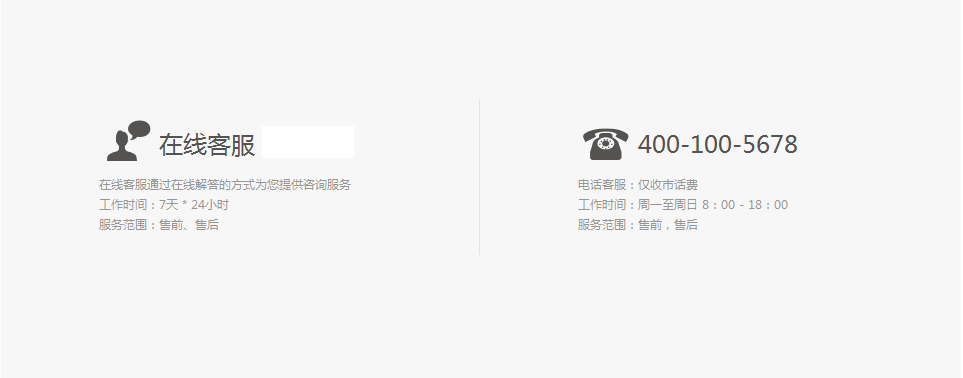 在线客服
在线客服通过在线解答的方式为您提供咨询服务
工作时间：7天 * 24小时
服务范围：售前、售后
400-100-5678
电话客服：仅收市话费
工作时间：周一至周日 8：00 - 18：00
服务范围：售前，售后